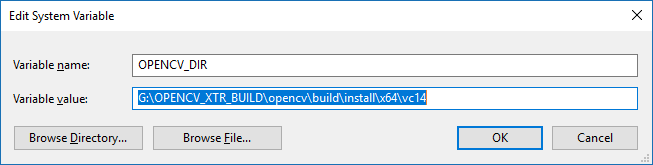 Edit System Variable
Variable name: OPENCV_DIR
Variable value: G:\OPENCV_XTR_BUILD\opencv\build\install\x64\vc14
Browse Directory... Browse File... OK Cancel